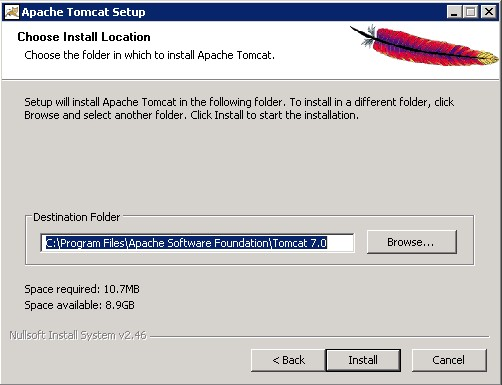 Apache Tomcat Setup
Choose Install Location
Choose the folder in which to install Apache Tomcat.
Setup will install Apache Tomcat in the following folder. To install in a different folder, click
Browse and select another folder. Click Install to start the installation.
Destination Folder
C:\Program Files\Apache Software Foundation\Tomcat 7.0
Browse...
Space required: 10.7MB
Space available: 8.9GB
Nullsoft Install System v2.46
< Back
Install
Cancel